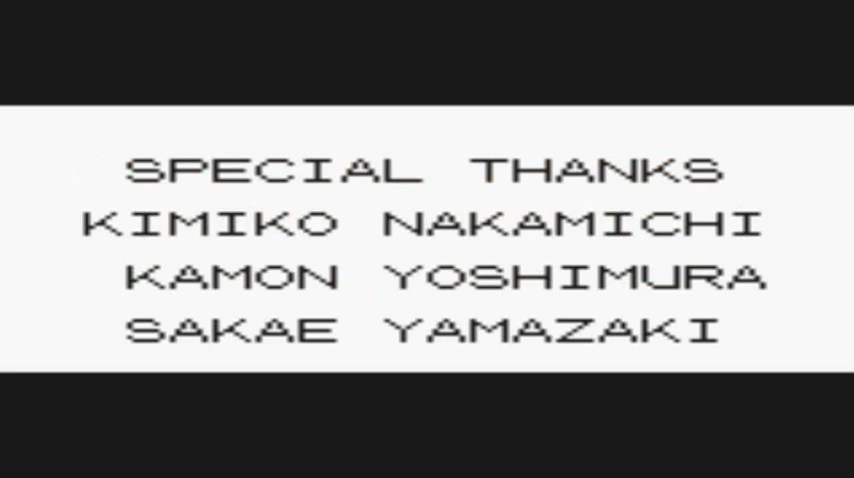 SPECIAL THANKS
KIMIKO NAKAMICHI
KAMON YOSHIMURA
SAKAE YAMAZAKI